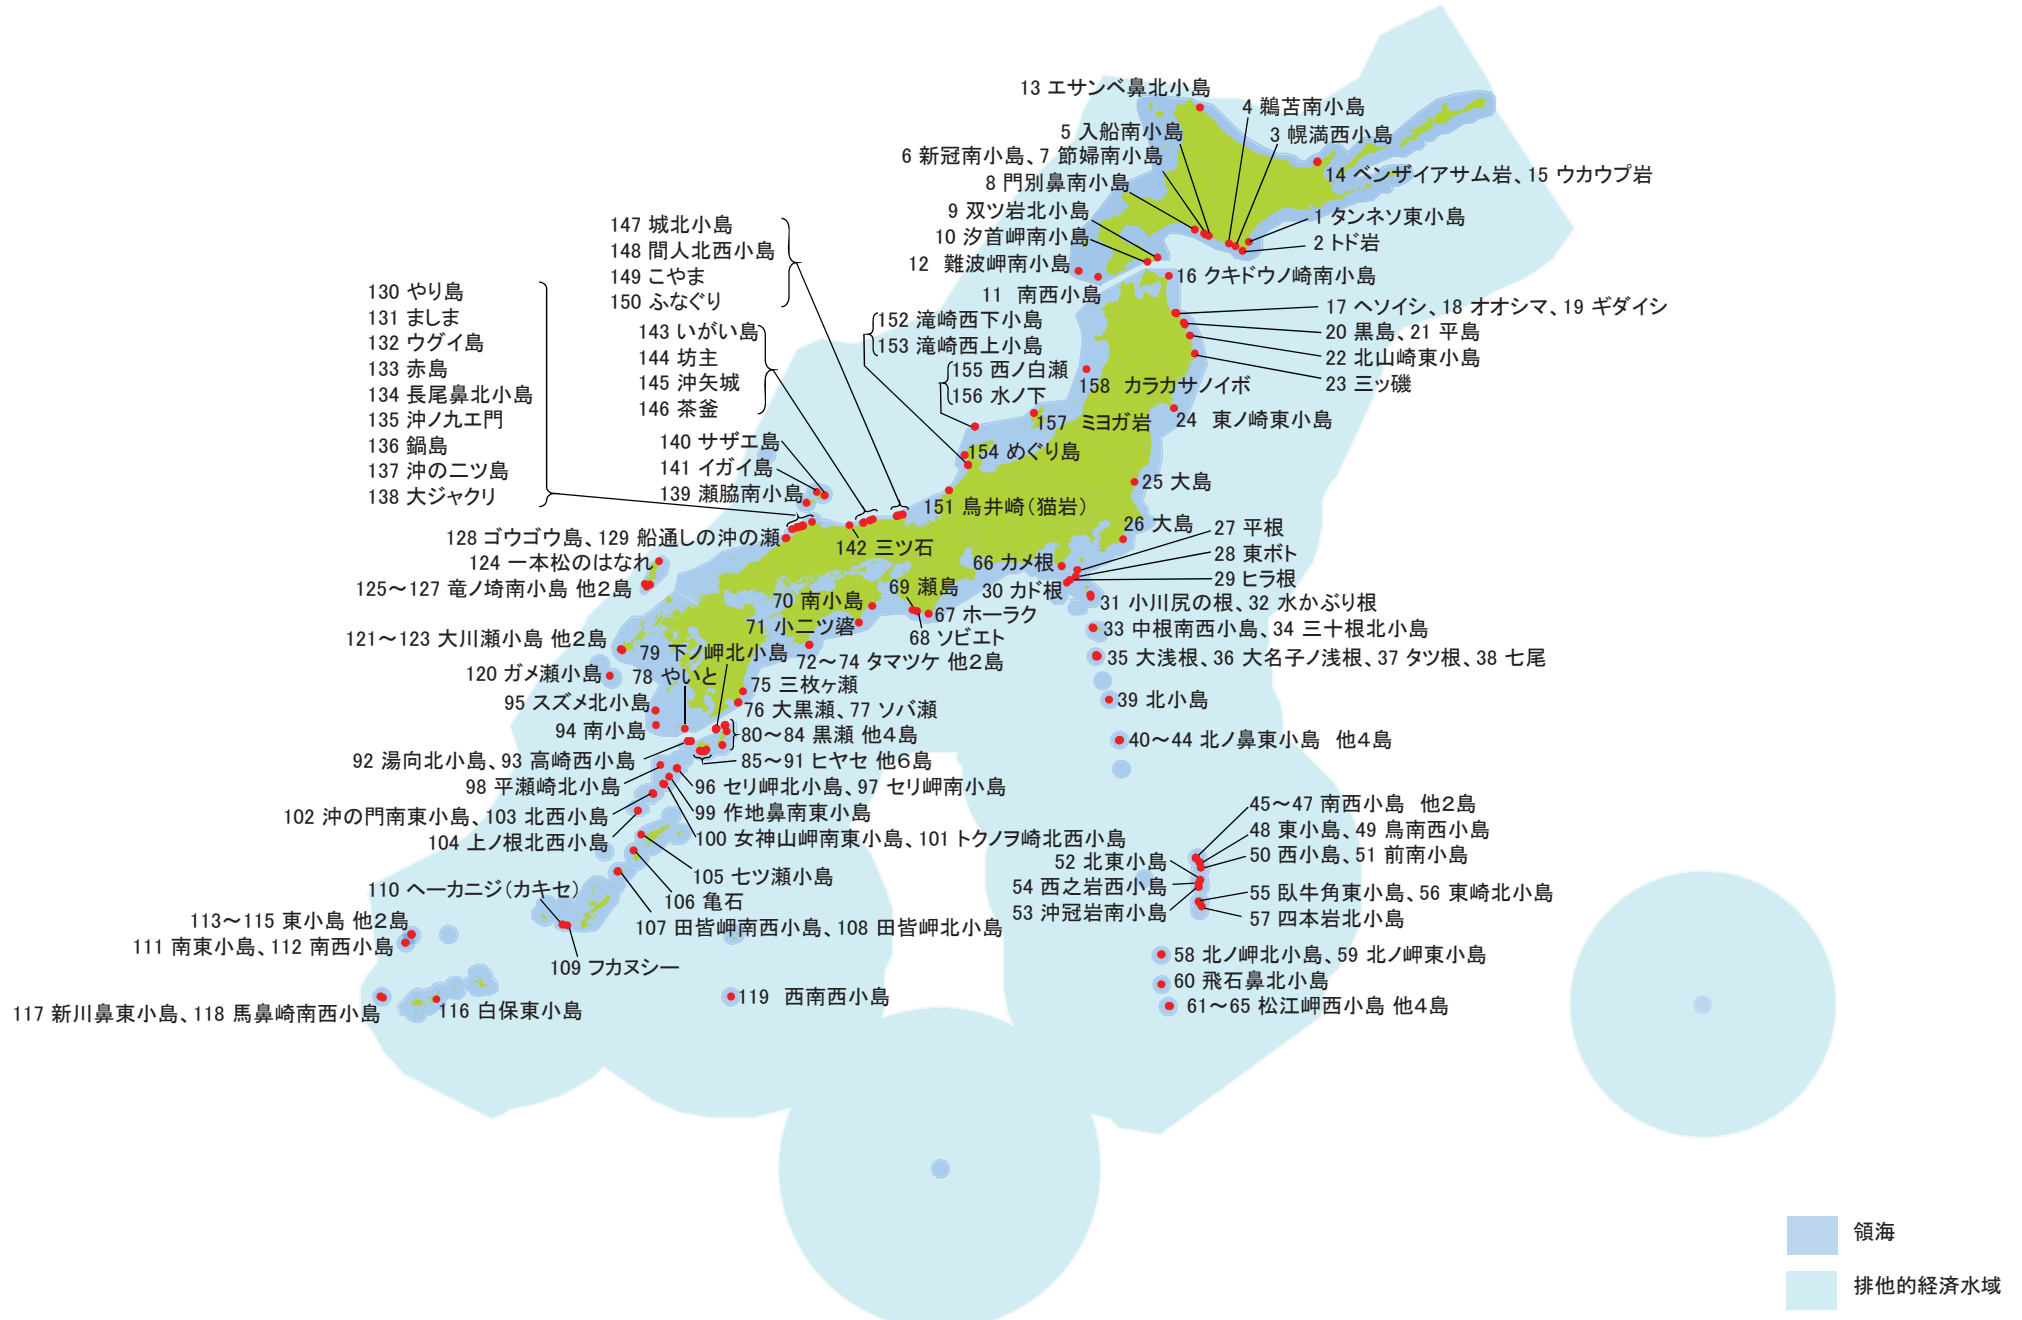 13 エサンベ鼻北小島
4 鵜苫南小島
5 入船南小島
3 幌満西小島
6 新冠南小島、7 節婦南小島
14 ベンザイアサム岩、15 ウカウプ岩
8 門別鼻南小島
9 双ツ岩北小島
1 タンネソ東小島
147 城北小島
10 汐首岬南小島
2 トド岩
148 間人北西小島
12 難波岬南小島
149 こやま
16 クキドウノ崎南小島
130 やり島
11 南西小島
150 ふなぐり
17 ヘソイシ、18 オオシマ、19 ギダイシ
131 ましま
152 滝崎西下小島
143 いがい島
20 黒島、21 平島
132 ウグイ島
153 滝崎西上小島
144 坊主
22 北山崎東小島
133 赤島
155 西ノ白瀬
145 沖矢城
158 カラカサノイボ
23 三ッ磯
134 長尾鼻北小島
156 水ノ下
146 茶釜
135 沖ノ九エ門
157 ミヨガ岩
24 東ノ崎東小島
136 鍋島
140 サザエ島
154 めぐり島
137 沖の二ツ島
141 イガイ島
25 大島
138 大ジャクリ
139 瀬脇南小島
151 鳥井崎（猫岩）
26 大島
27 平根
128 ゴウゴウ島、129 船通しの沖の瀬
142 三ツ石
28 東ボト
124 一本松のはなれ
66 カメ根
29 ヒラ根
125～127 竜ノ埼南小島 他2島
69 瀬島
30 カド根
70 南小島
31 小川尻の根、32 水かぶり根
67 ホーラク
71 小二ツ碆
33 中根南西小島、34 三十根北小島
121～123 大川瀬小島 他2島
68 ソビエト
79 下ノ岬北小島
72～74 タマツケ 他2島
35 大浅根、36 大名子ノ浅根、37 タツ根、38 七尾
120 ガメ瀬小島
78 やいと
75 三枚ヶ瀬
39 北小島
95 スズメ北小島
76 大黒瀬、77 ソバ瀬
94 南小島
80～84 黒瀬 他4島
40～44 北ノ鼻東小島 他4島
92 湯向北小島、93 高崎西小島
85～91 ヒヤセ 他6島
98 平瀬崎北小島
96 セリ岬北小島、97 セリ岬南小島
45～47 南西小島 他2島
102 沖の門南東小島、103 北西小島
99 作地鼻南東小島
48 東小島、49 鳥南西小島
104 上ノ根北西小島
100 女神山岬南東小島、101 トクノヲ崎北西小島
50 西小島、51 前南小島
52 北東小島
105 七ツ瀬小島
54 西之岩西小島
110 ヘーカニジ（カキセ）
106 亀石
55 臥牛角東小島、56 東崎北小島
53 沖冠岩南小島
113～115 東小島 他2島
107 田皆岬南西小島、108 田皆岬北小島
57 四本岩北小島
111 南東小島、112 南西小島
109 フカヌシー
58 北ノ岬北小島、59 北ノ岬東小島
60 飛石鼻北小島
119 西南西小島
61～65 松江岬西小島 他4島
117 新川鼻東小島、118 馬鼻崎南西小島
116 白保東小島
領海
排他的経済水域